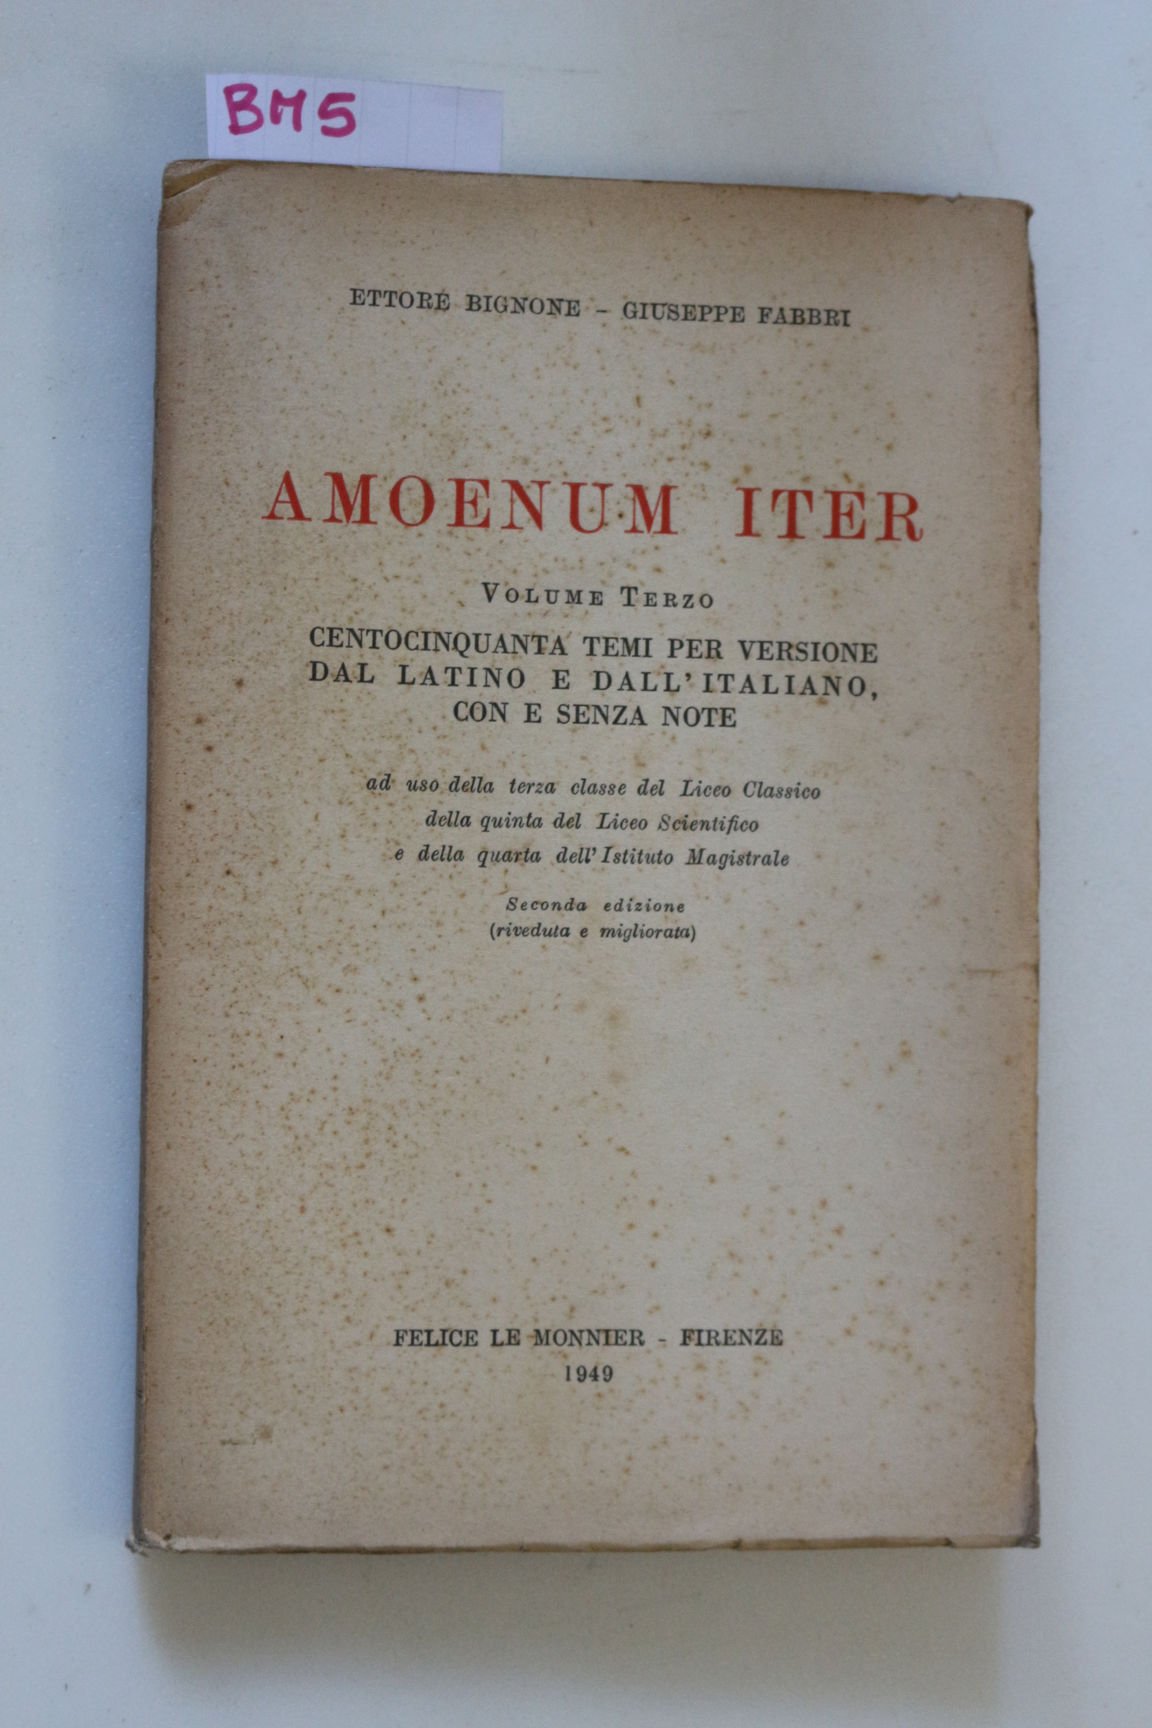 BM5
ETTORE BIGNONE – GIUSEPPE FABBRI
AMOENUM ITER
VOLUME TERZO
CENTOCINQUANTA TEMI PER VERSIONE
DAL LATINO E DALL' ITALIANO,
CON E SENZA NOTE
ad uso della terza classe del Liceo Classico
della quinta del Liceo Scientifico
e della quarta dell' Istituto Magistrale
Seconda edizione
(riveduta e migliorata)
FELICE LE MONNIER - FIRENZE
1949